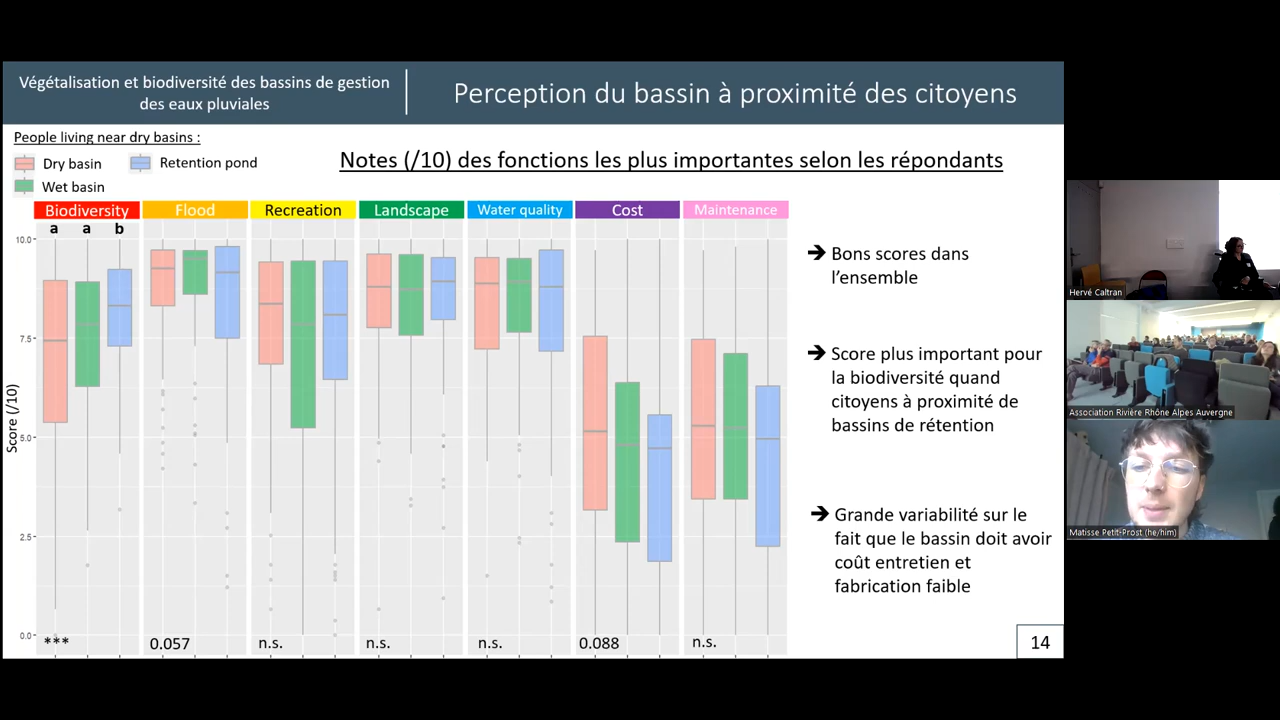 Végétalisation et biodiversité des bassins de gestion
des eaux pluviales
Perception du bassin à proximité des citoyens
People living near dry basins :
Dry basin
Retention pond
Wet basin
Notes (/10) des fonctions les plus importantes selon les répondants
Biodiversity
Flood
Recreation
Landscape
Water quality
Cost
Maintenance
a a b
10.0
7.5
5.0
2.5
0.0
Score (/10)
***
0.057
n.s.
n.s.
n.s.
0.088
n.s.
➔ Bons scores dans
l’ensemble
➔ Score plus important pour
la biodiversité quand
citoyens à proximité de
bassins de rétention
➔ Grande variabilité sur le
fait que le bassin doit avoir
coût entretien et
fabrication faible
14
Hervé Caltran
Association Rivière Rhône Alpes Auvergne
Matisse Petit-Prost (he/him)